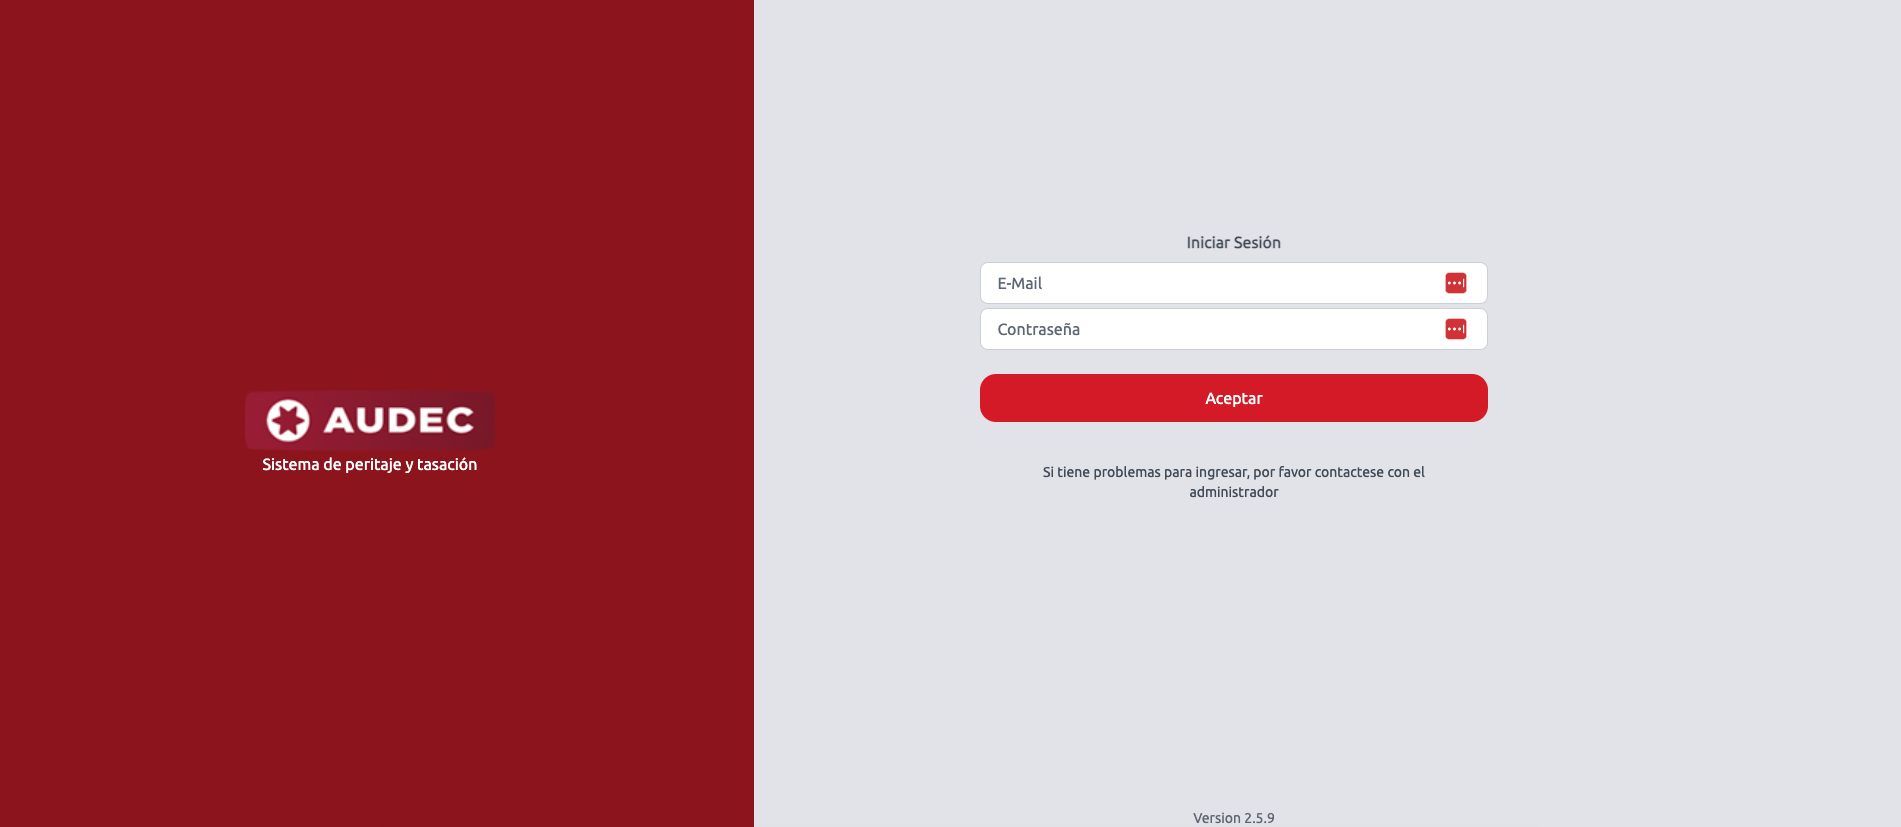 AUDEC
Sistema de peritaje y tasación
Iniciar Sesión
E-Mail
Contraseña
Aceptar
Si tiene problemas para ingresar, por favor contactese con el
administrador
Version 2.5.9